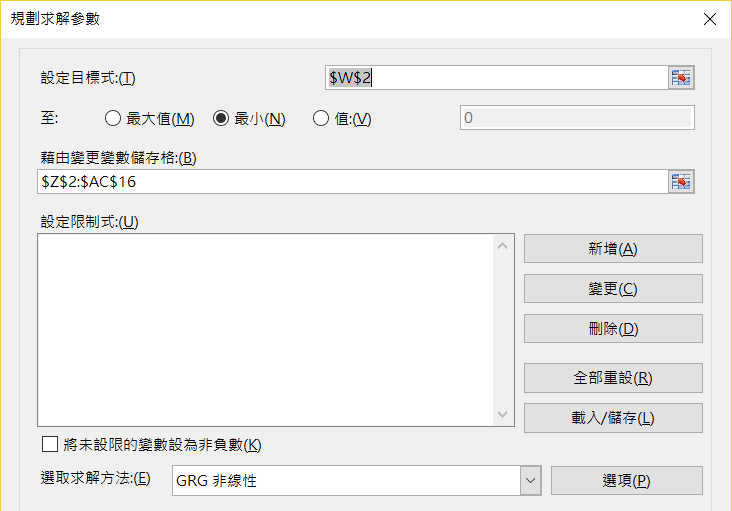 規劃求解參數
設定目標式:(T)
$W$2
至:
最大值(M)
最小(N)
值:(V)
0
藉由變更變數儲存格:(B)
$Z$2:$AC$16
設定限制式:(U)
新增(A)
變更(C)
刪除(D)
全部重設(R)
載入/儲存(L)
將未設限的變數設為非負數(K)
選取求解方法:(E)
GRG 非線性
選項(P)